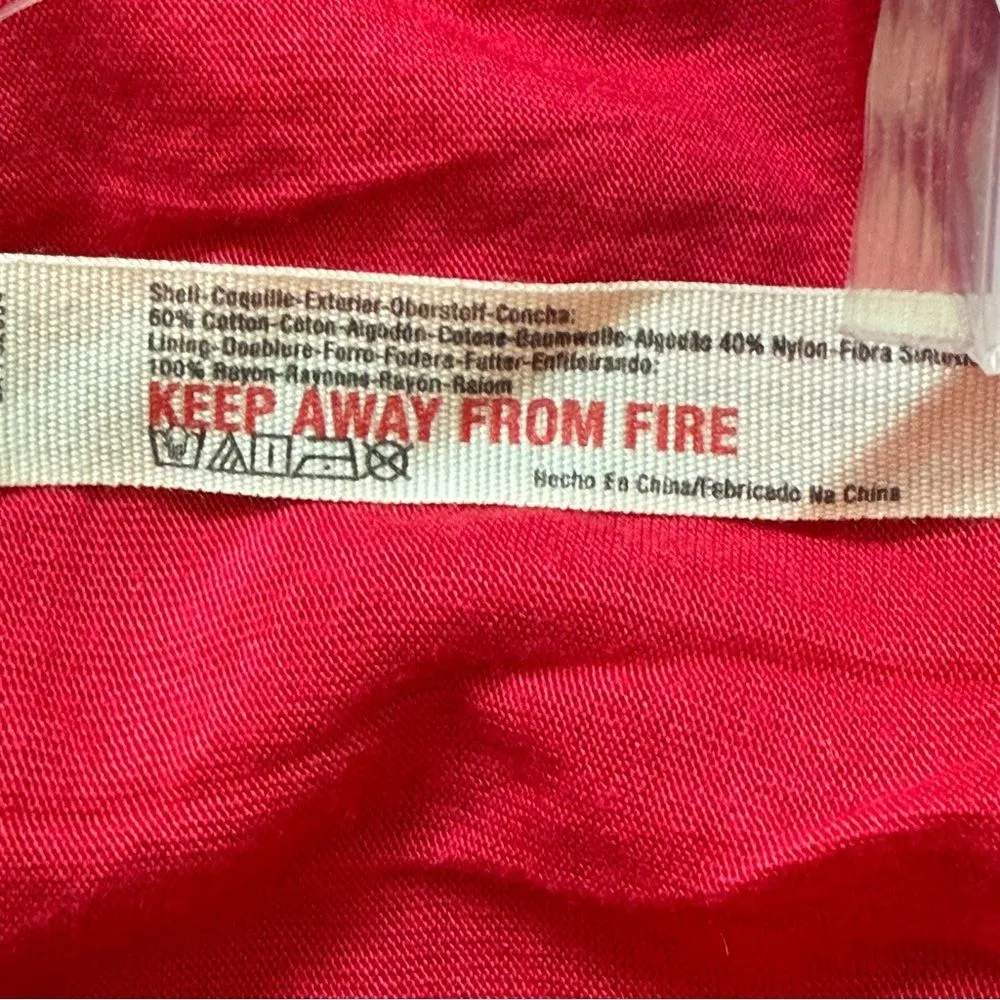 Shell-Coquille-Exterior-Oberstoff-Concha:
60% Cotton-Coton-Algodón-Cotone-Baumwolle-Algodão 40% Nylon-Fibra
Lining-Doublure-Forro-Fodera-Futter-Enfileirando:
100% Rayon-Rayonne-Rayon-Raiom
KEEP AWAY FROM FIRE
Hecho En China/Fabricado Na China